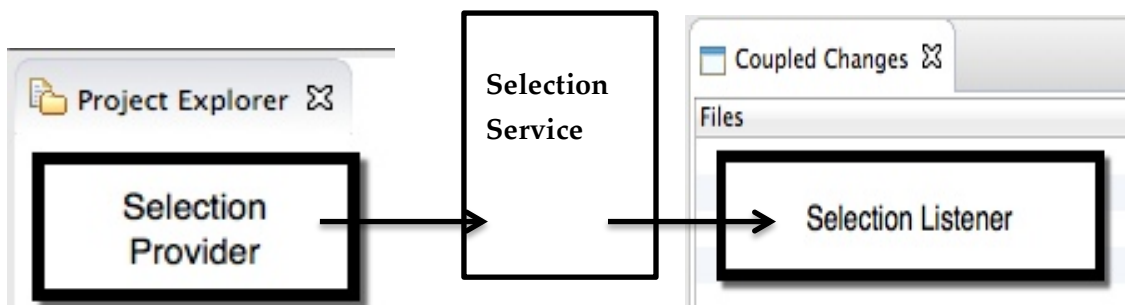 Project Explorer
Selection
Provider
Selection
Service
Coupled Changes
Files
Selection Listener